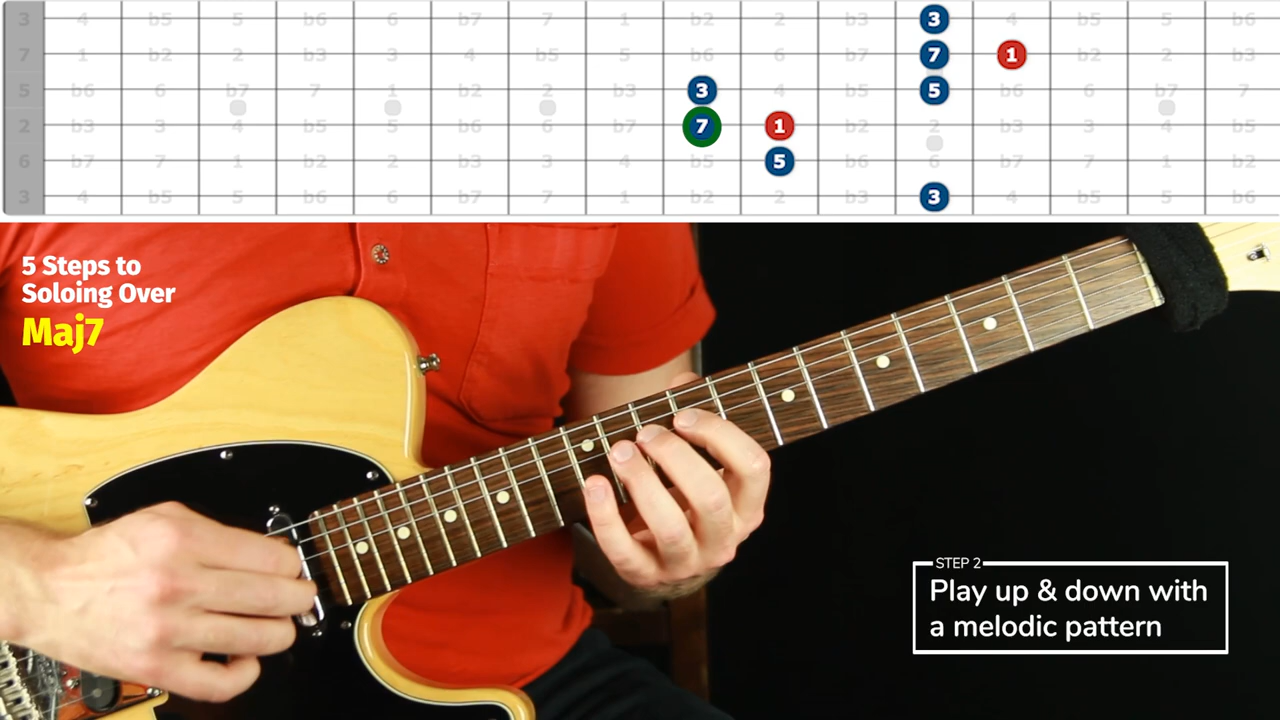 3 4 b5 5 b6 6 b7 7 1 b2 2 b3 3 4 b5 5 b6
7 1 b2 2 b3 3 4 b5 5 b6 6 b7 7 1 b2 2 b3
5 b6 6 b7 7 1 b2 2 b3 3 4 b5 5 b6 6 b7 7
2 b3 3 4 b5 5 b6 6 b7 7 1 b2 2 b3 3 4 b5
6 b7 7 1 b2 2 b3 3 4 b5 5 b6 6 b7 7 1 b2
3 4 b5 5 b6 6 b7 7 1 b2 2 b3 3 4 b5 5 b6
5 Steps to
Soloing Over
Maj7
STEP 2
Play up & down with
a melodic pattern